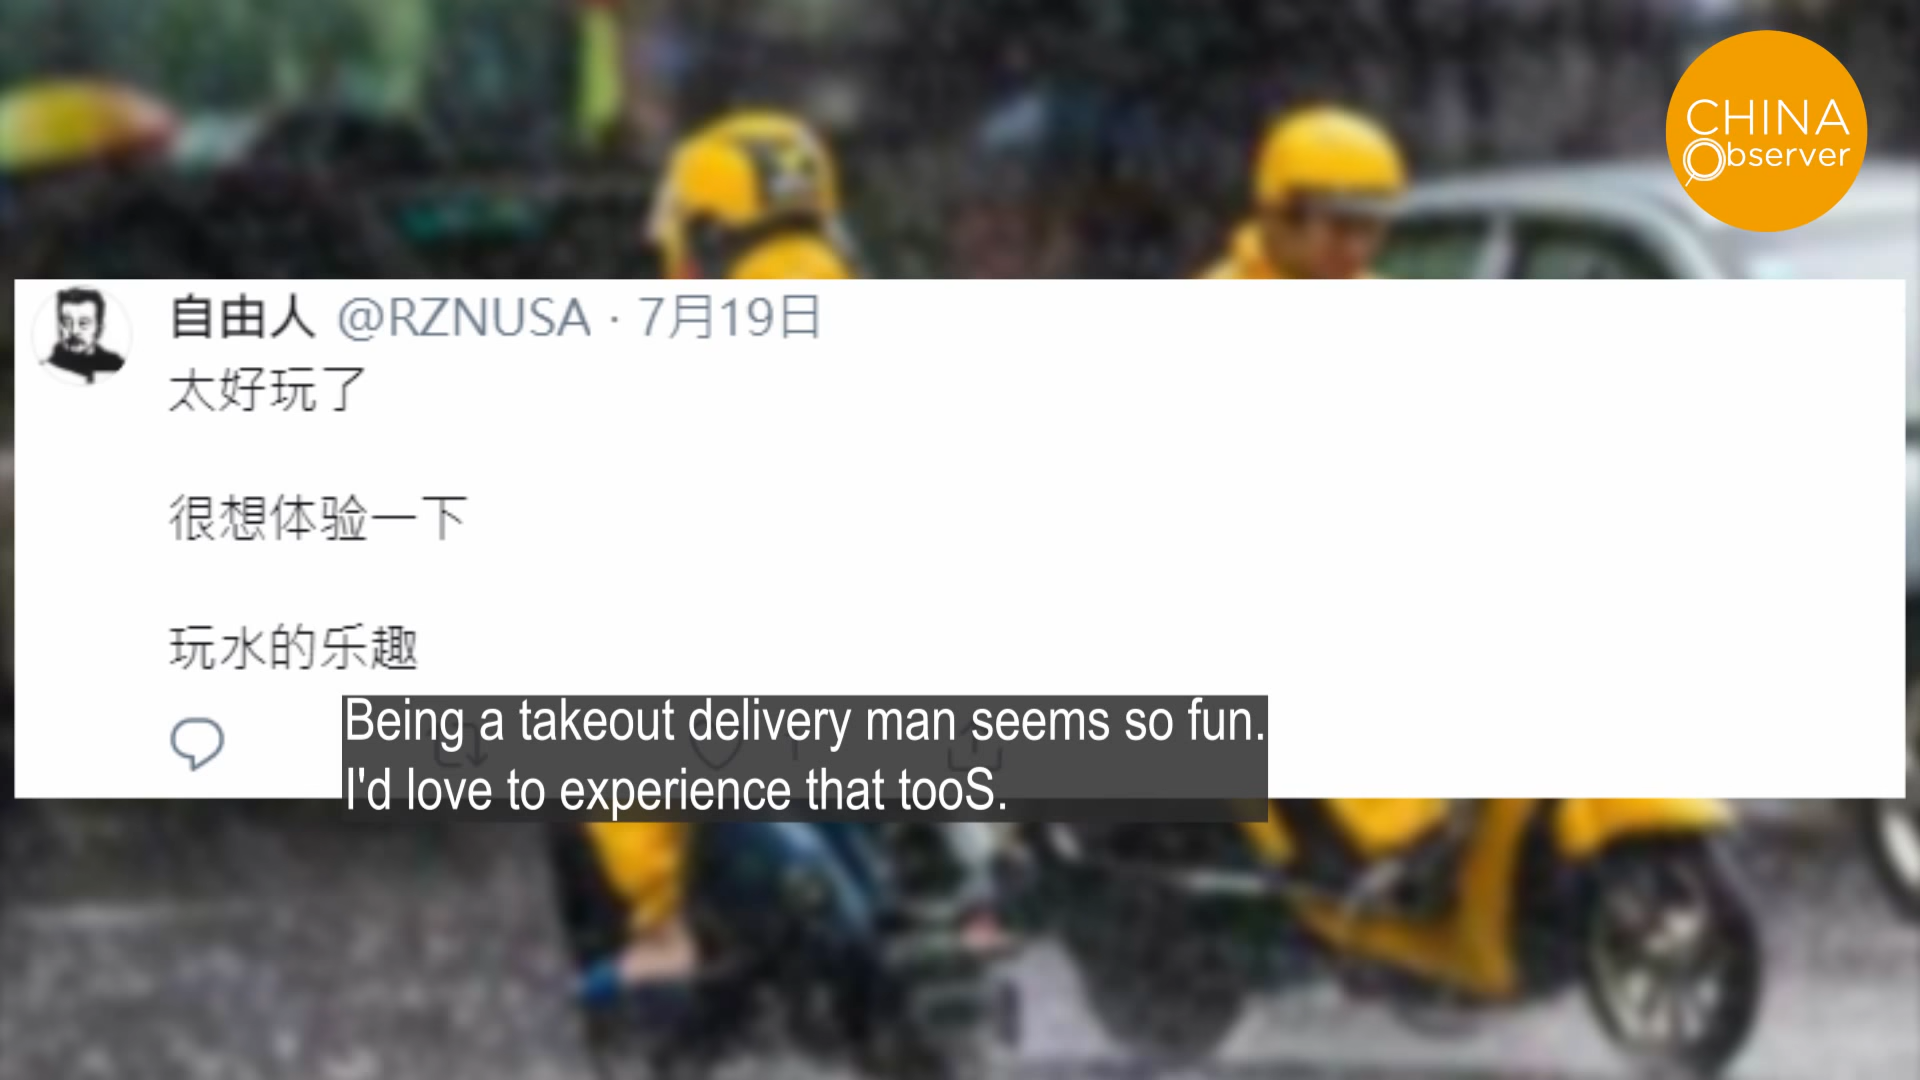 CHINA
Observer
自由人 @RZNUSA · 7月19日
太好玩了
很想体验一下
玩水的乐趣
Being a takeout delivery man seems so fun.
I'd love to experience that tooS.